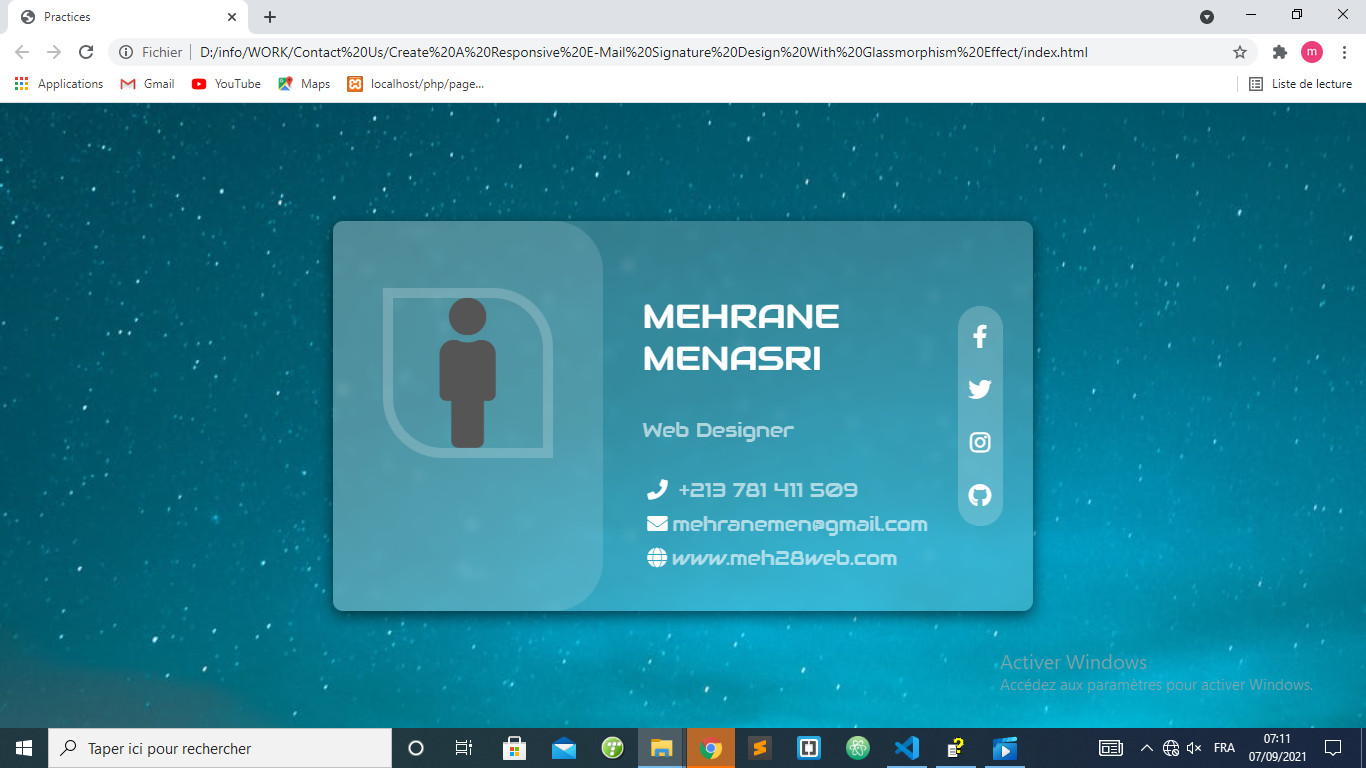 Practices
Fichier
D:/info/WORK/Contact%20Us/Create%20A%20Responsive%20E-Mail%20Signature%20Design%20With%20Glassmorphism%20Effect/index.html
m
Applications
Gmail
YouTube
Maps
localhost/php/page...
Liste de lecture
MEHRANE
MENASRI
Web Designer
+213 781 411 509
mehranemen@gmail.com
www.meh28web.com
Activer Windows
Accédez aux paramètres pour activer Windows.
Taper ici pour rechercher
FRA
07:11
07/09/2021